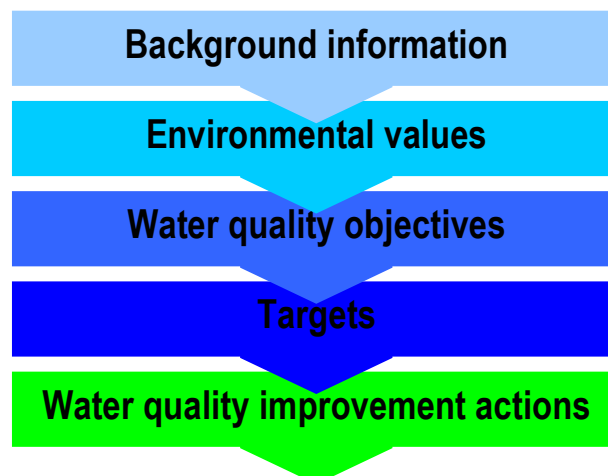 Background information
Environmental values
Water quality objectives
Targets
Water quality improvement actions